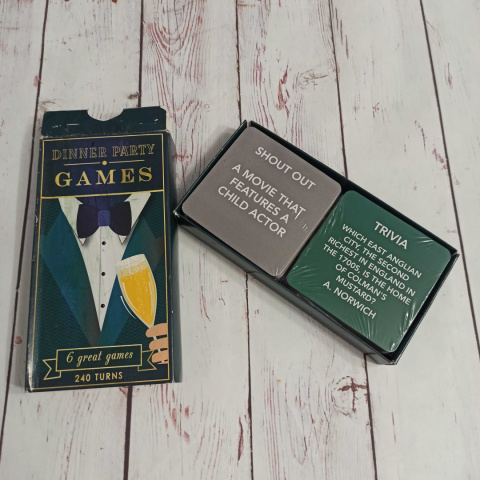 DINNER PARTY
GAMES
6 great games
240 TURNS
SHOUT OUT
A MOVIE THAT
FEATURES A
CHILD ACTOR
TRIVIA
WHICH EAST ANGLIAN
CITY, THE SECOND
RICHEST IN ENGLAND IN
THE 1700S, IS THE HOME
OF COLMAN'S
MUSTARD?
A. NORWICH